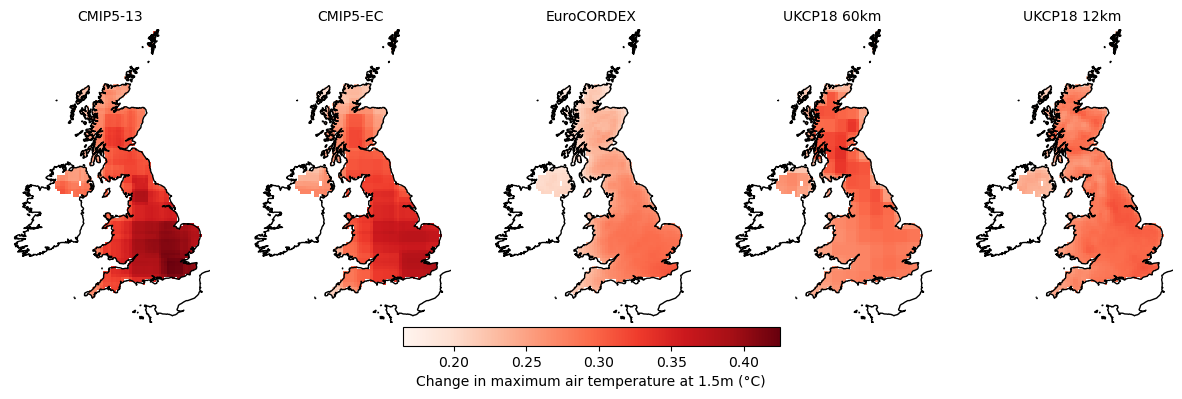 CMIP5-13 CMIP5-EC EuroCORDEX UKCP18 60km UKCP18 12km
0.20 0.25 0.30 0.35 0.40
Change in maximum air temperature at 1.5m (°C)